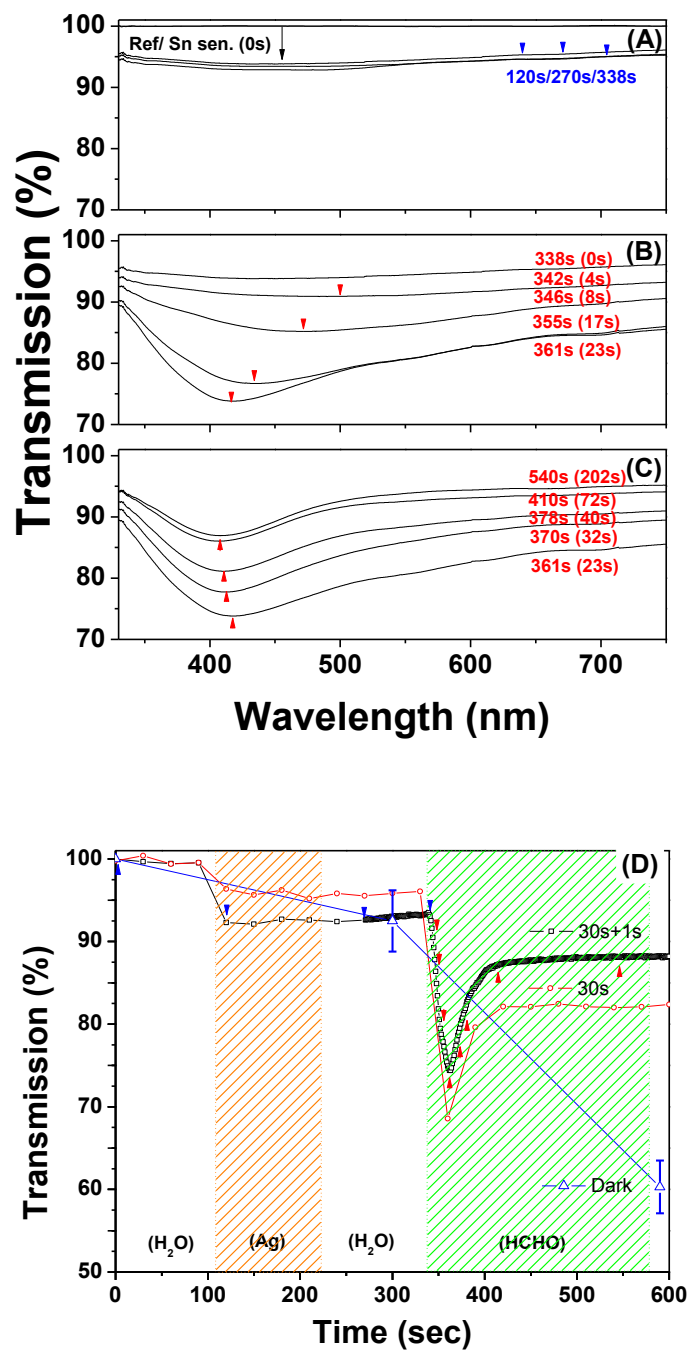 100
95
90
80
70
Ref/ Sn sen. (0s)
(A)
120s/270s/338s
100
90
80
70
(B)
338s (0s)
342s (4s)
346s (8s)
355s (17s)
361s (23s)
100
90
80
70
(C)
540s (202s)
410s (72s)
378s (40s)
370s (32s)
361s (23s)
Transmission (%)
400 500 600 700
Wavelength (nm)
100
90
80
70
60
50
Transmission (%)
(D)
30s+1s
30s
Dark
(H2O)
(Ag)
(H2O)
(HCHO)
0 100 200 300 400 500 600
Time (sec)